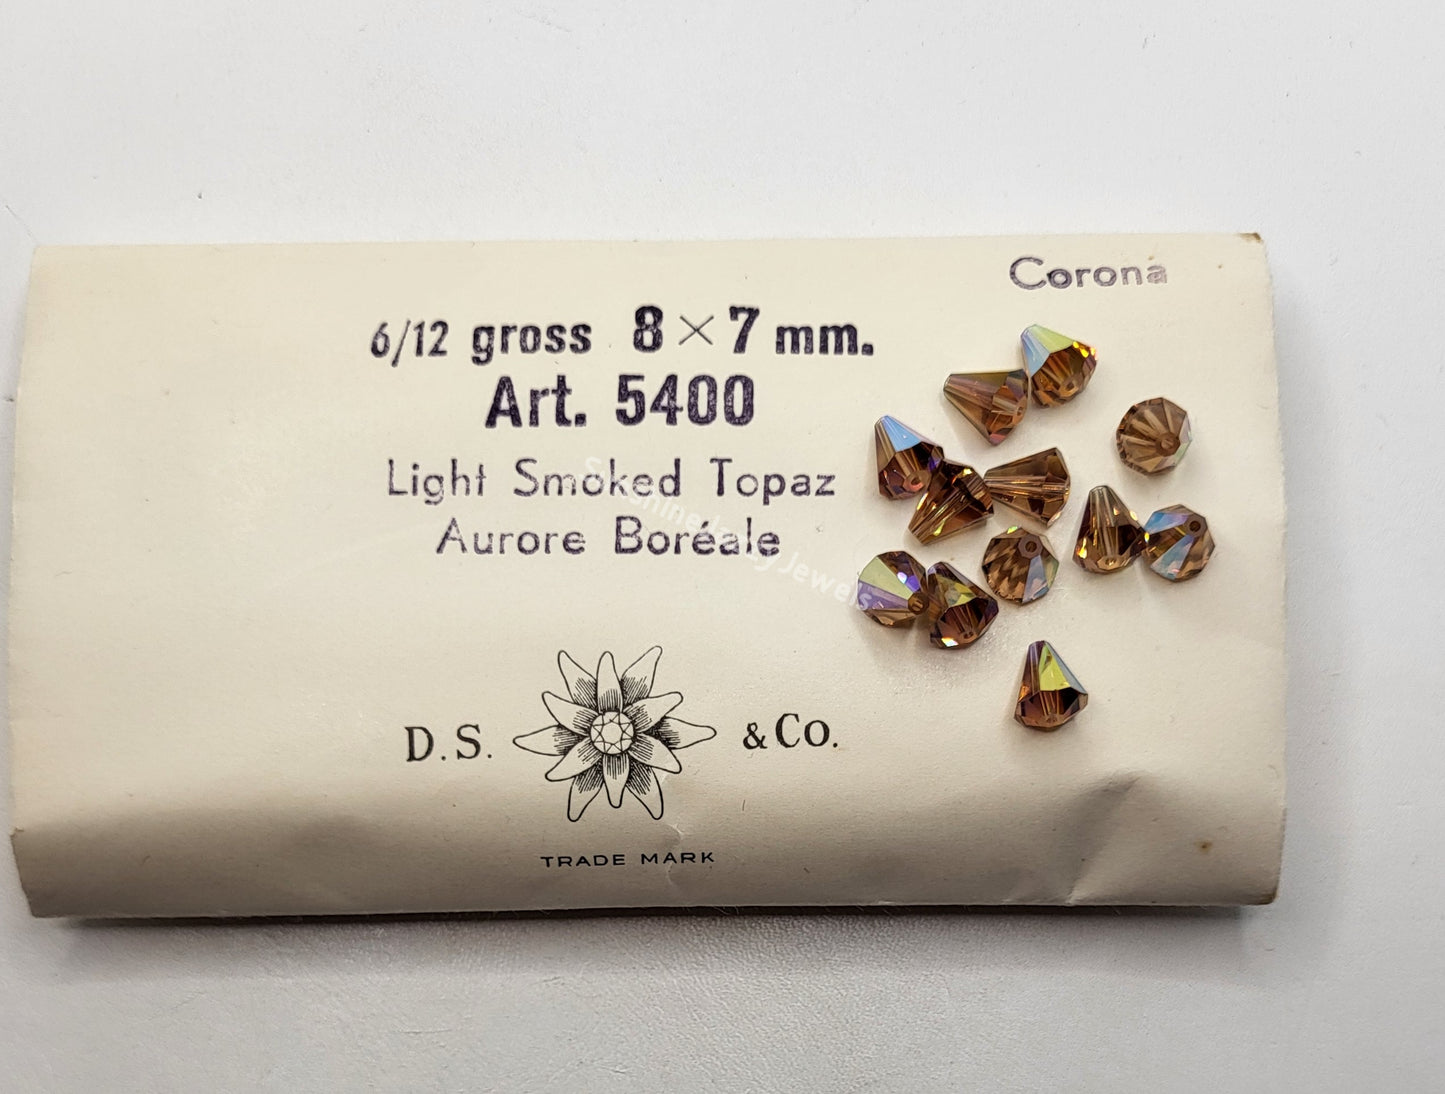 Corona
6/12 gross 8 × 7 mm.
Art. 5400
Light Smoked Topaz
Aurore Boréale
D.S. & Co.
TRADE MARK